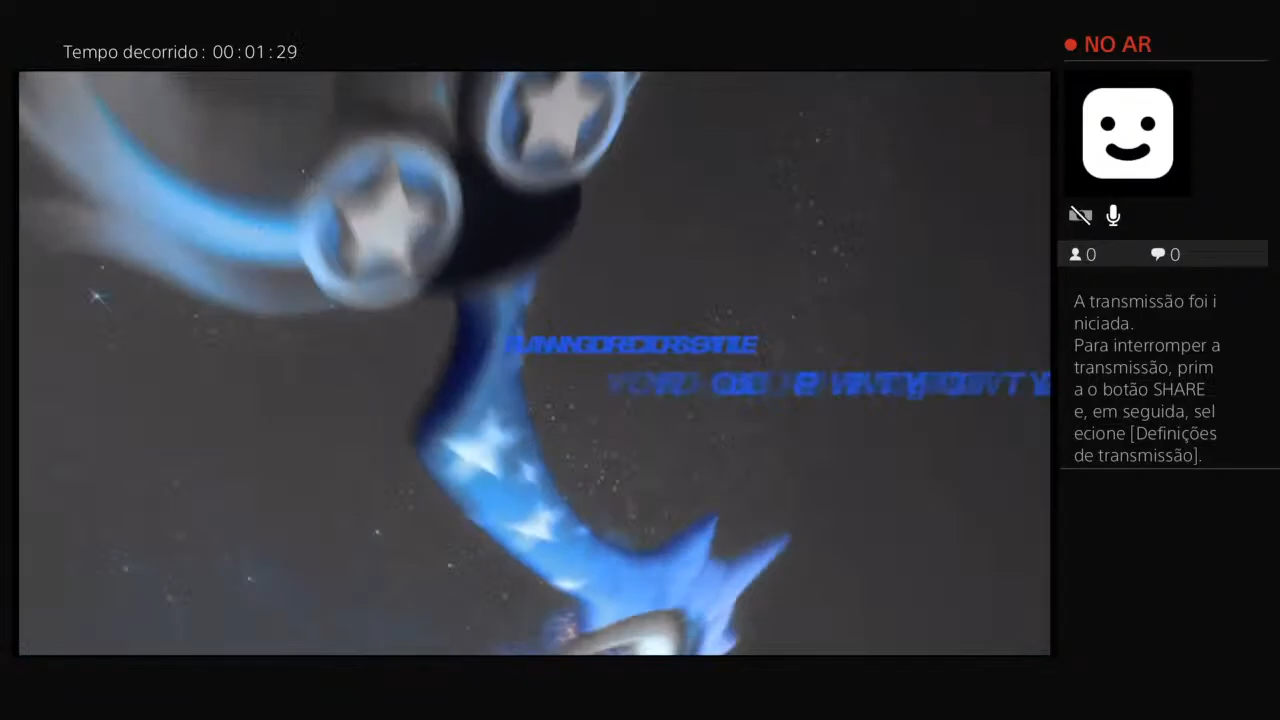 Tempo decorrido: 00:01:29
NO AR
0
0
A transmissão foi i
niciada.
Para interromper a
transmissão, prim
a o botão SHARE
e, em seguida, sel
ecione [Definições
de transmissão].